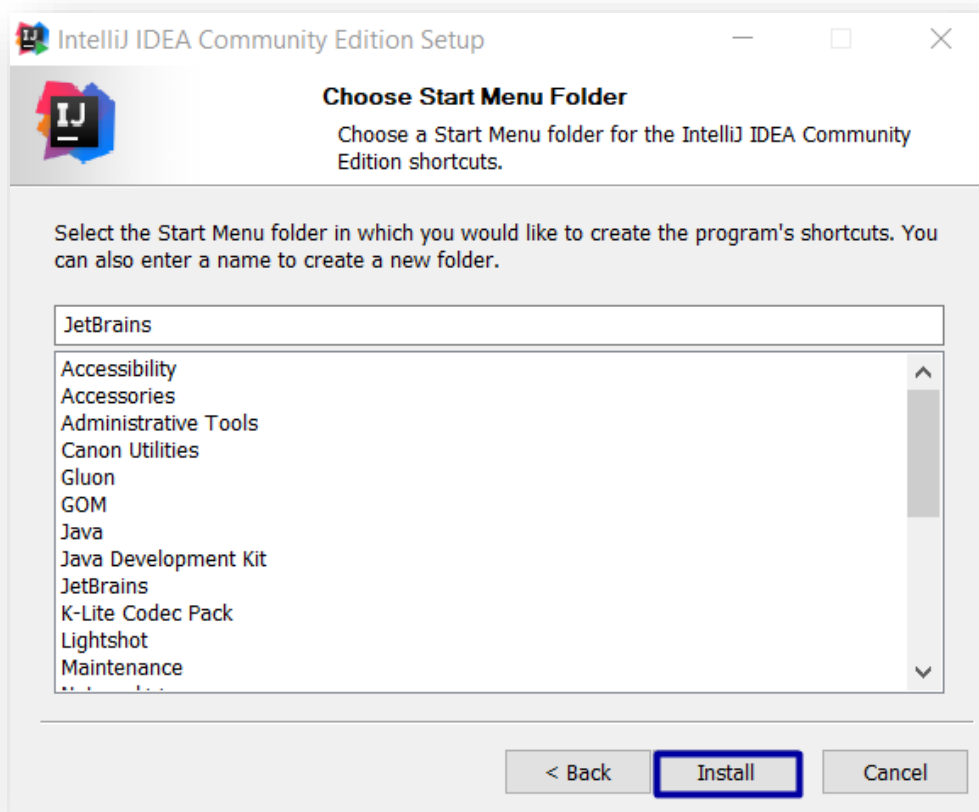 IntelliJ IDEA Community Edition Setup
IJ
Choose Start Menu Folder
Choose a Start Menu folder for the IntelliJ IDEA Community
Edition shortcuts.
Select the Start Menu folder in which you would like to create the program's shortcuts. You
can also enter a name to create a new folder.
JetBrains
Accessibility
Accessories
Administrative Tools
Canon Utilities
Gluon
GOM
Java
Java Development Kit
JetBrains
K-Lite Codec Pack
Lightshot
Maintenance
< Back Install Cancel